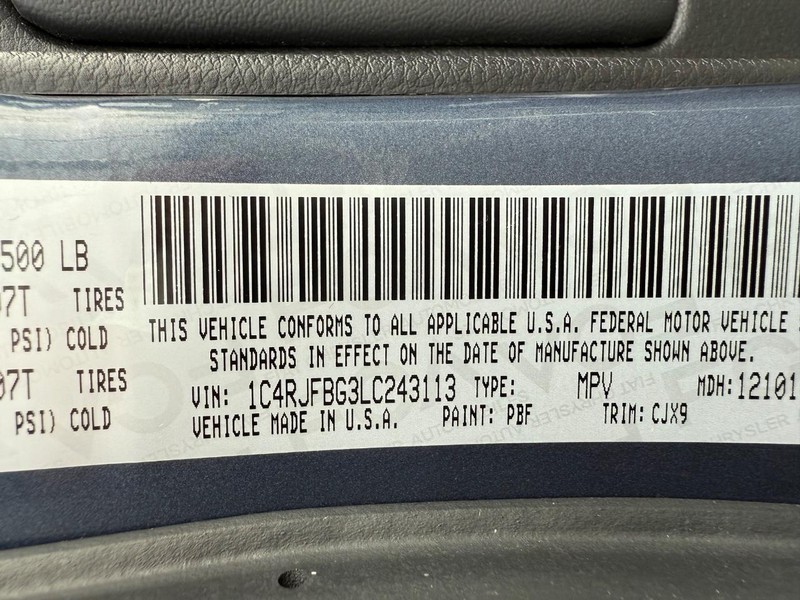 500 LB
07T TIRES
PSI) COLD
07T TIRES
PSI) COLD
THIS VEHICLE CONFORMS TO ALL APPLICABLE U.S.A. FEDERAL MOTOR VEHICLE
STANDARDS IN EFFECT ON THE DATE OF MANUFACTURE SHOWN ABOVE.
VIN: 1C4RJFBG3LC243113 TYPE: MPV MDH: 12101
VEHICLE MADE IN U.S.A. PAINT: PBF TRIM: CJX9